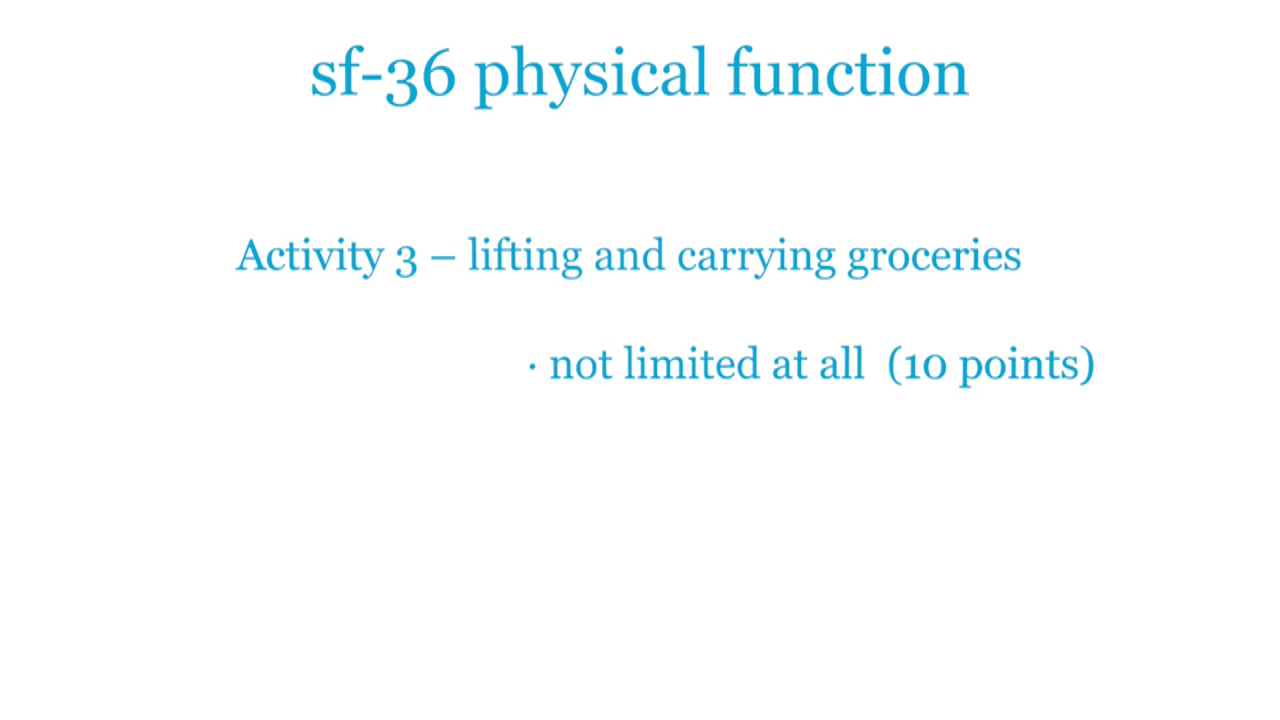 sf-36 physical function
Activity 3 – lifting and carrying groceries
· not limited at all (10 points)